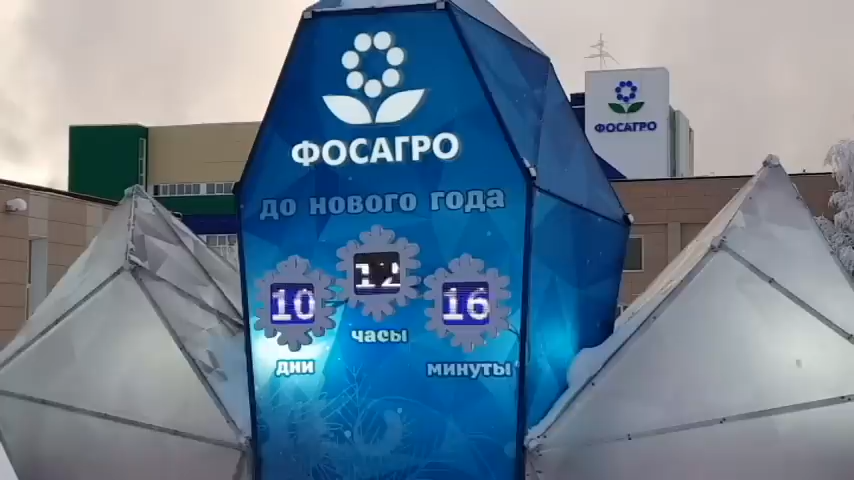 ФОСАГРО
ФОСАГРО
ДО НОВОГО ГОДА
10 12 16
ДНИ ЧАСЫ МИНУТЫ